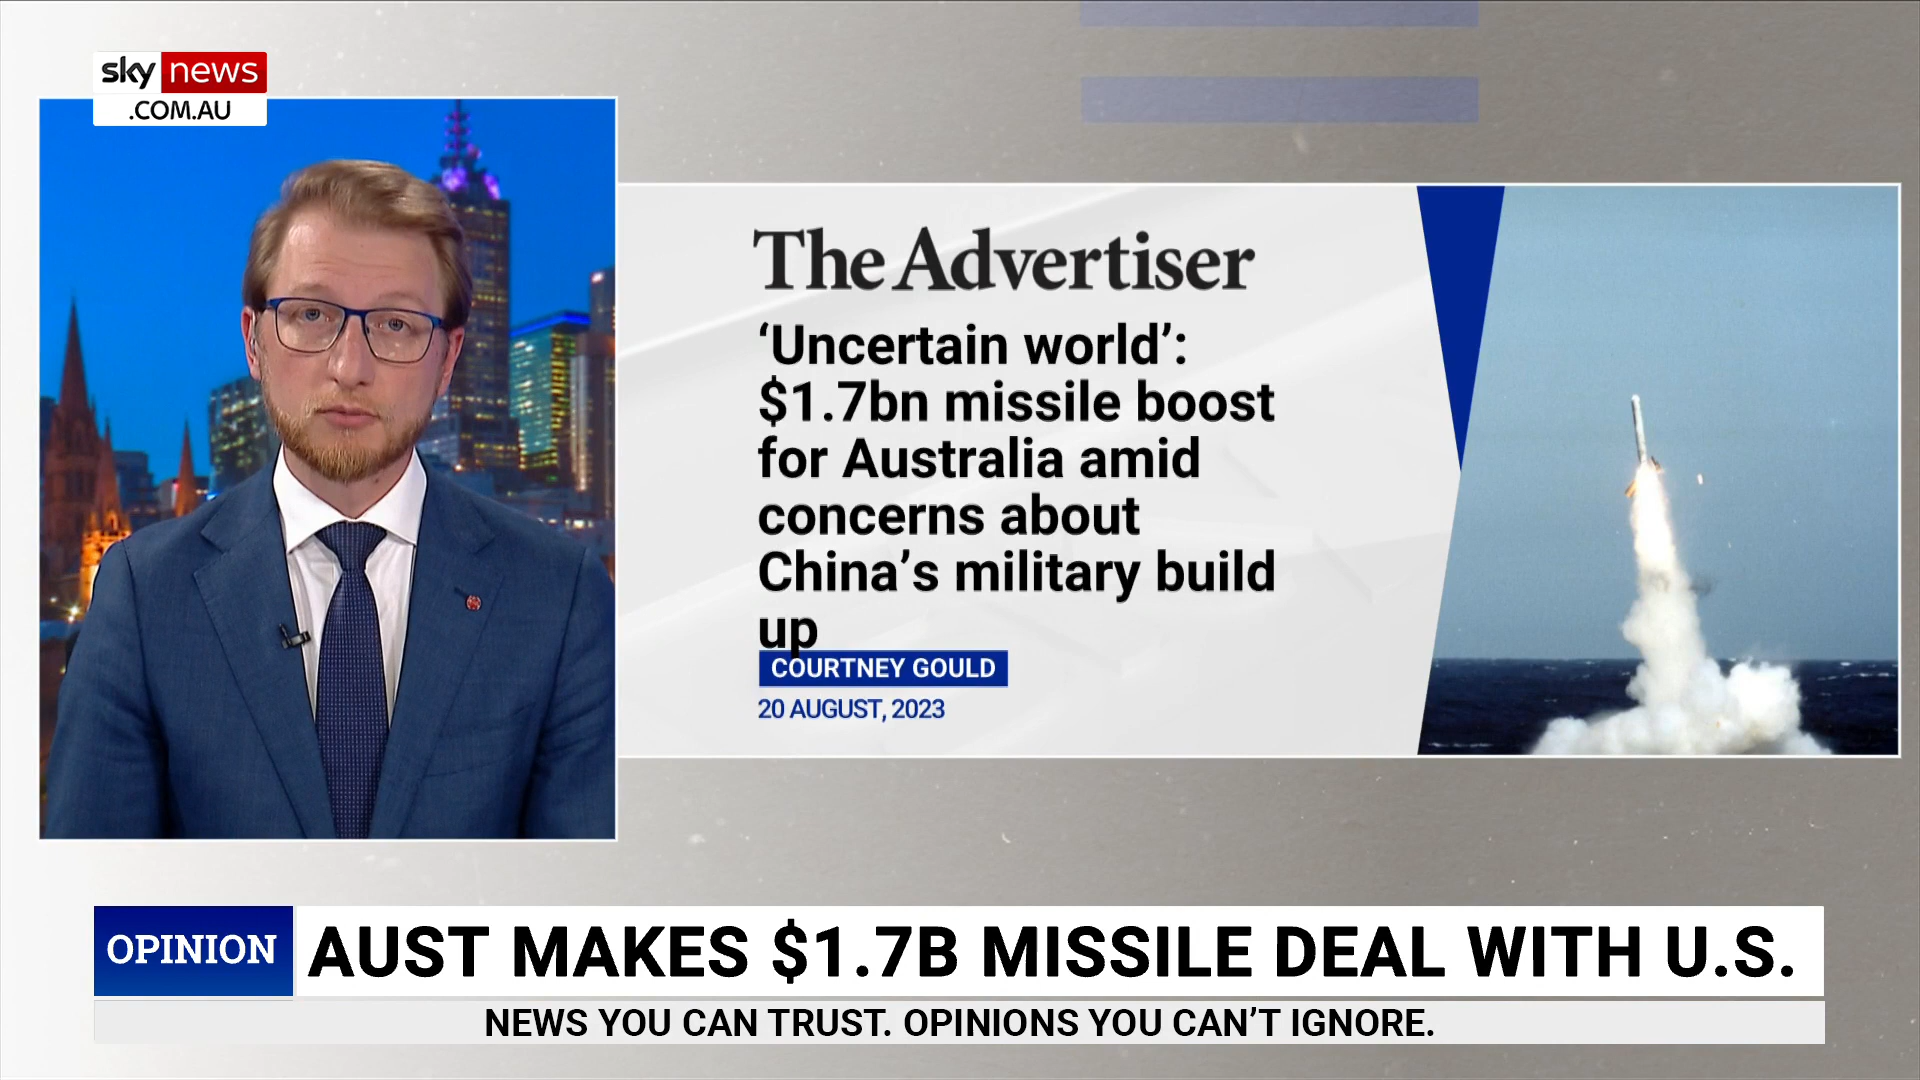 sky news
.COM.AU
The Advertiser
‘Uncertain world’:
$1.7bn missile boost
for Australia amid
concerns about
China’s military build
up
COURTNEY GOULD
20 AUGUST, 2023
OPINION
AUST MAKES $1.7B MISSILE DEAL WITH U.S.
NEWS YOU CAN TRUST. OPINIONS YOU CAN’T IGNORE.